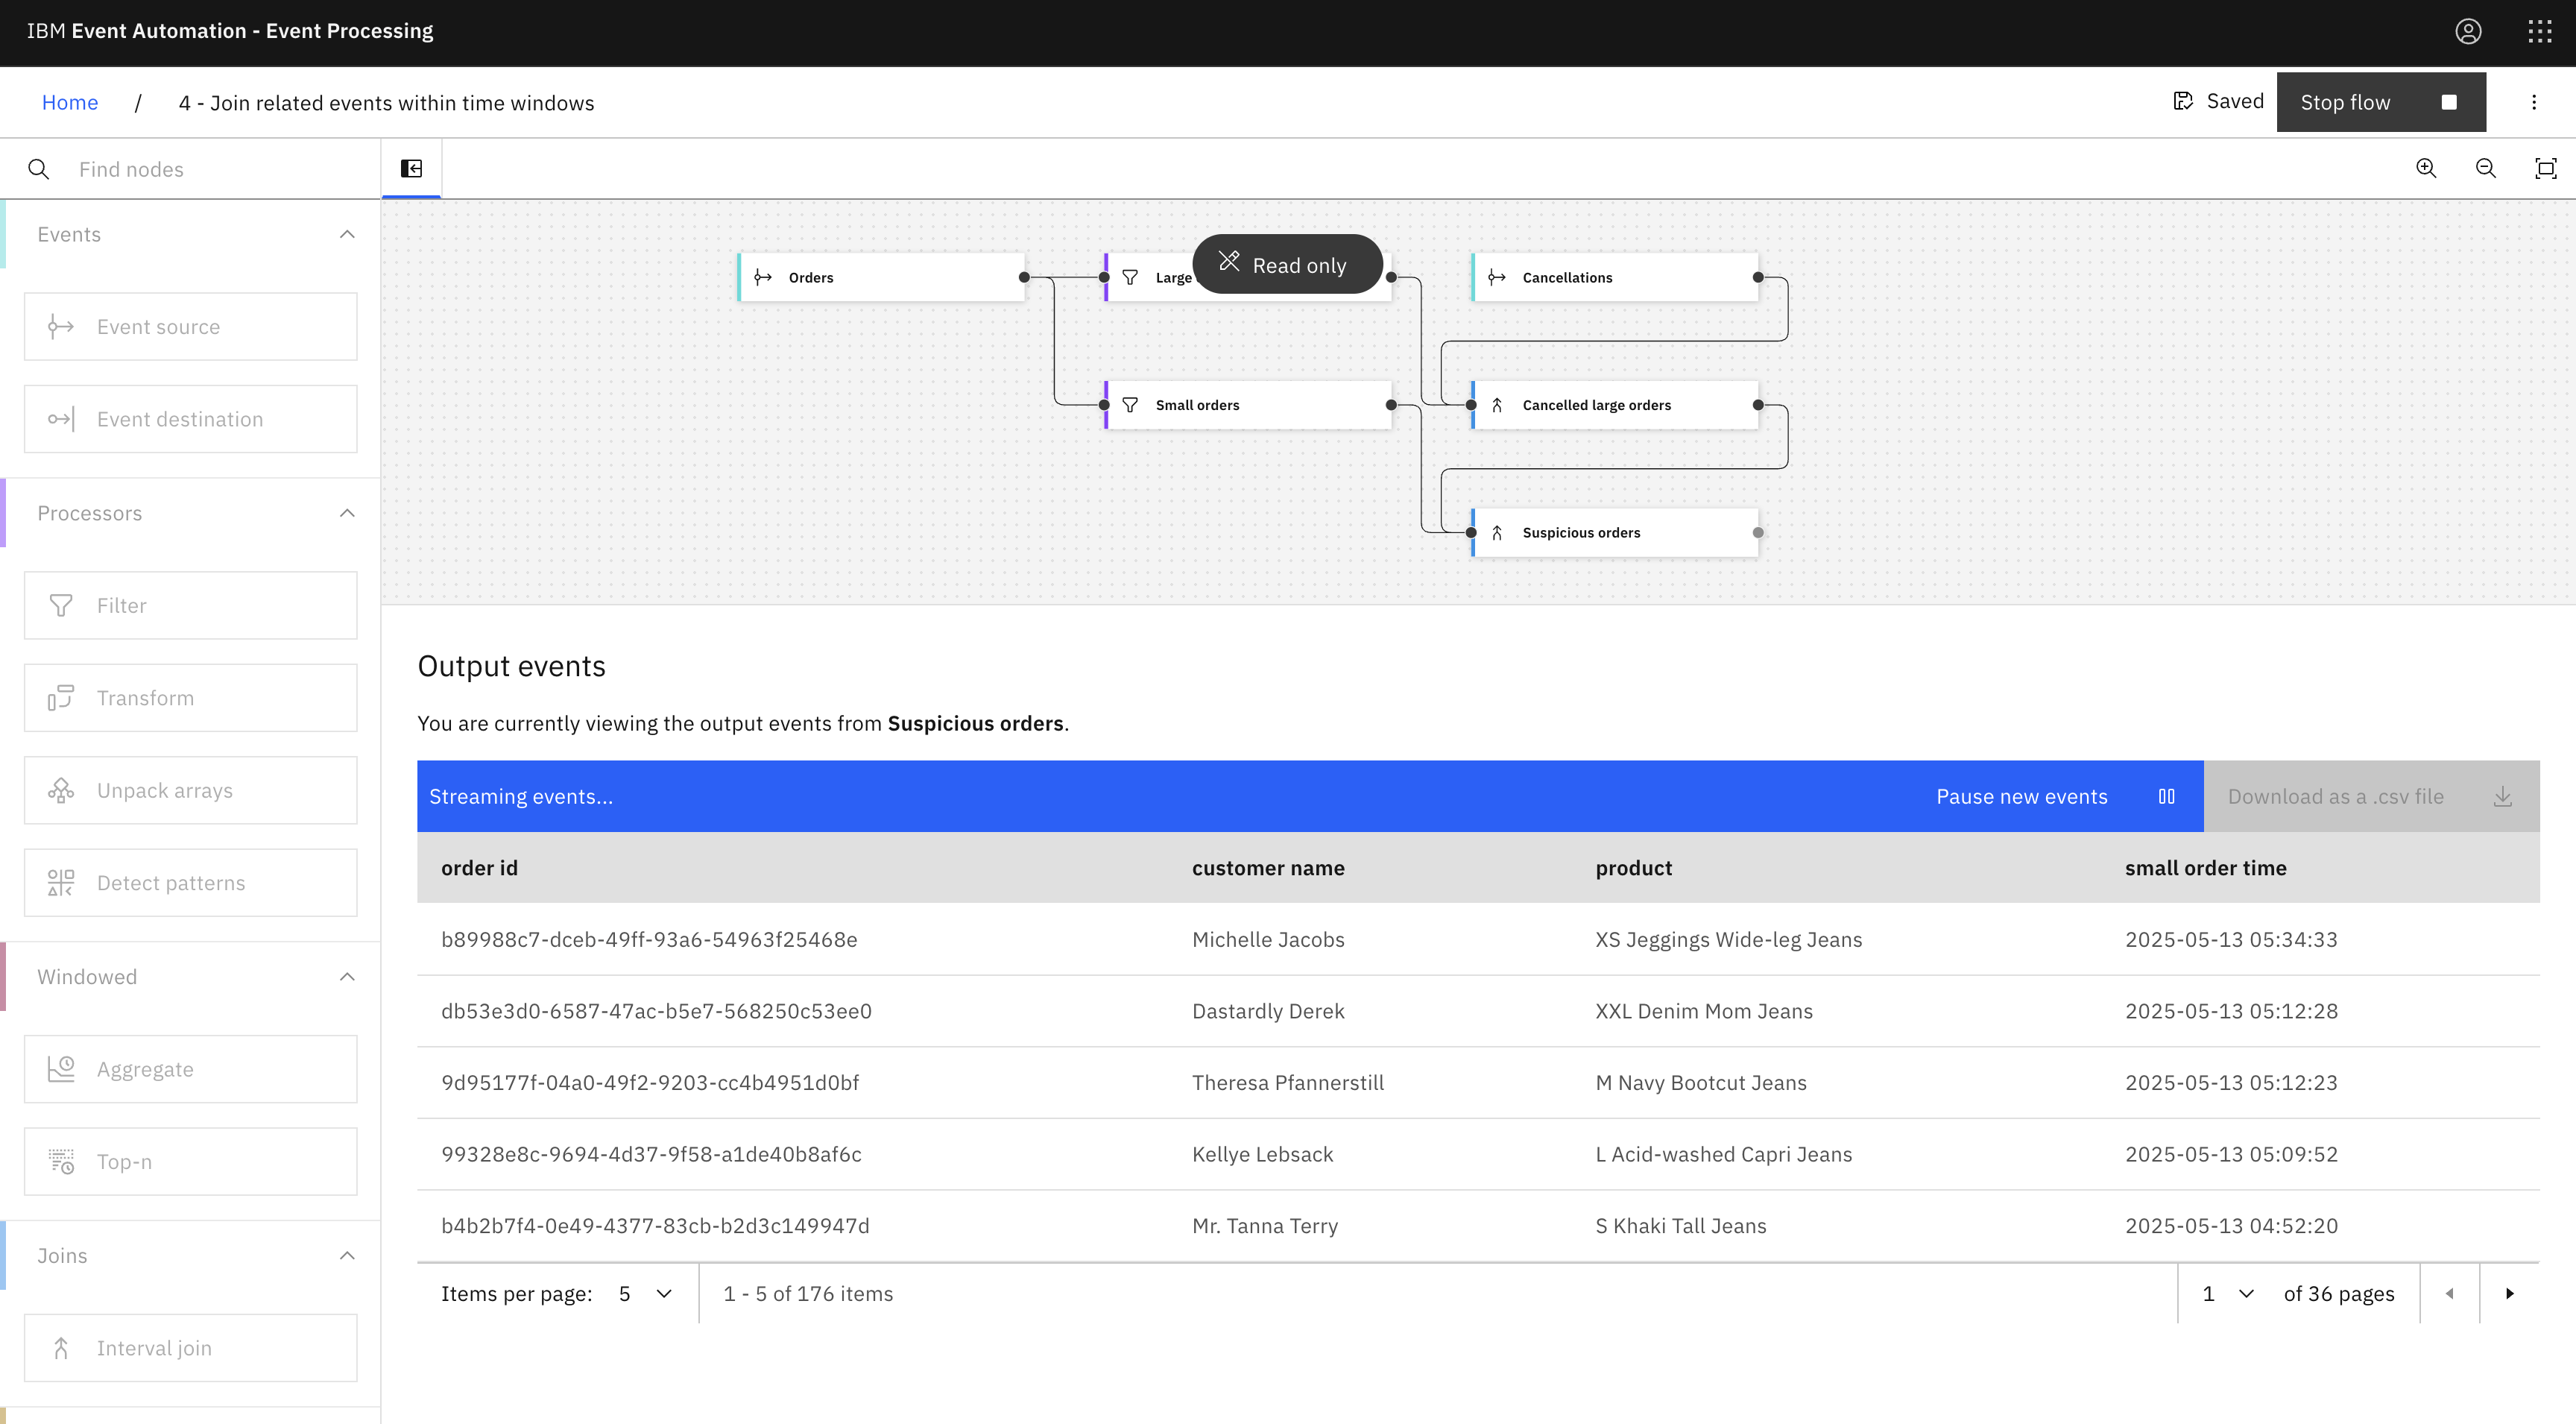 IBM Event Automation - Event Processing
Home / 4 - Join related events within time windows
Saved
Stop flow
Find nodes
Events
Event source
Event destination
Processors
Filter
Transform
Unpack arrays
Detect patterns
Windowed
Aggregate
Top-n
Joins
Interval join
Orders
Large
Read only
Cancellations
Small orders
Cancelled large orders
Suspicious orders
Output events
You are currently viewing the output events from Suspicious orders.
Streaming events... Pause new events Download as a .csv file
order id customer name product small order time
b89988c7-dceb-49ff-93a6-54963f25468e Michelle Jacobs XS Jeggings Wide-leg Jeans 2025-05-13 05:34:33
db53e3d0-6587-47ac-b5e7-568250c53ee0 Dastardly Derek XXL Denim Mom Jeans 2025-05-13 05:12:28
9d95177f-04a0-49f2-9203-cc4b4951d0bf Theresa Pfannerstill M Navy Bootcut Jeans 2025-05-13 05:12:23
99328e8c-9694-4d37-9f58-a1de40b8af6c Kellye Lebsack L Acid-washed Capri Jeans 2025-05-13 05:09:52
b4b2b7f4-0e49-4377-83cb-b2d3c149947d Mr. Tanna Terry S Khaki Tall Jeans 2025-05-13 04:52:20
Items per page: 5 1 - 5 of 176 items 1 of 36 pages